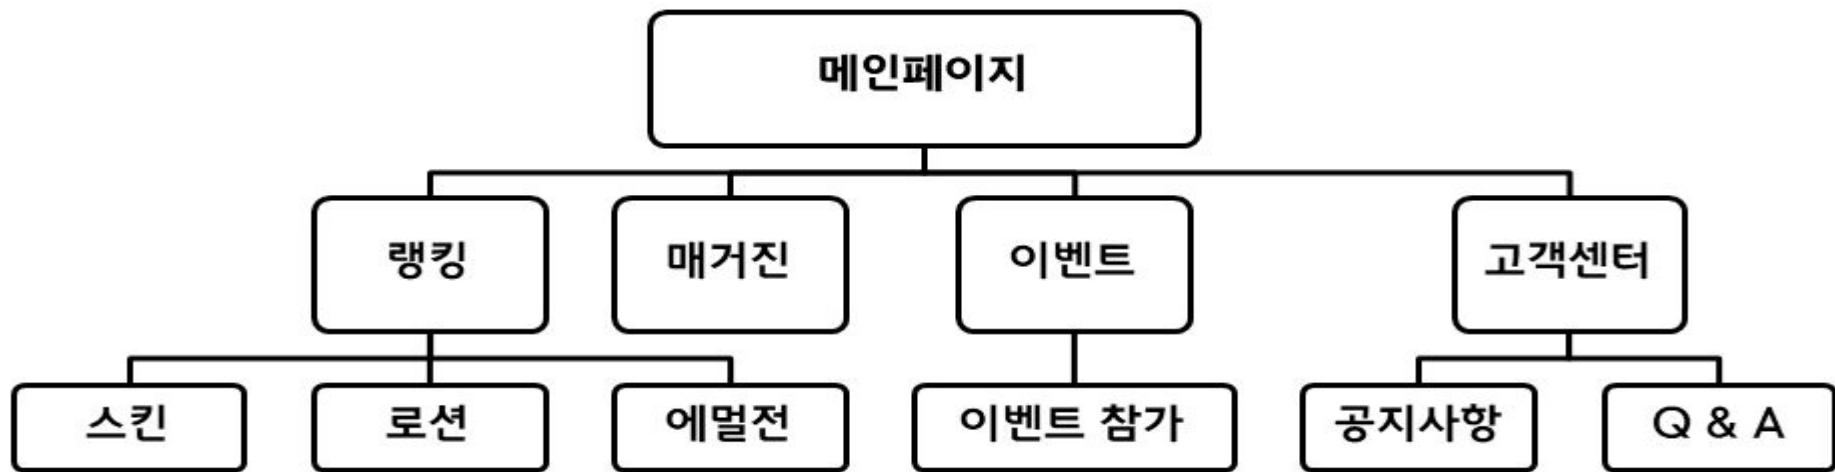 메인페이지
랭킹
매거진
이벤트
고객센터
스킨
로션
에멀전
이벤트 참가
공지사항
Q & A